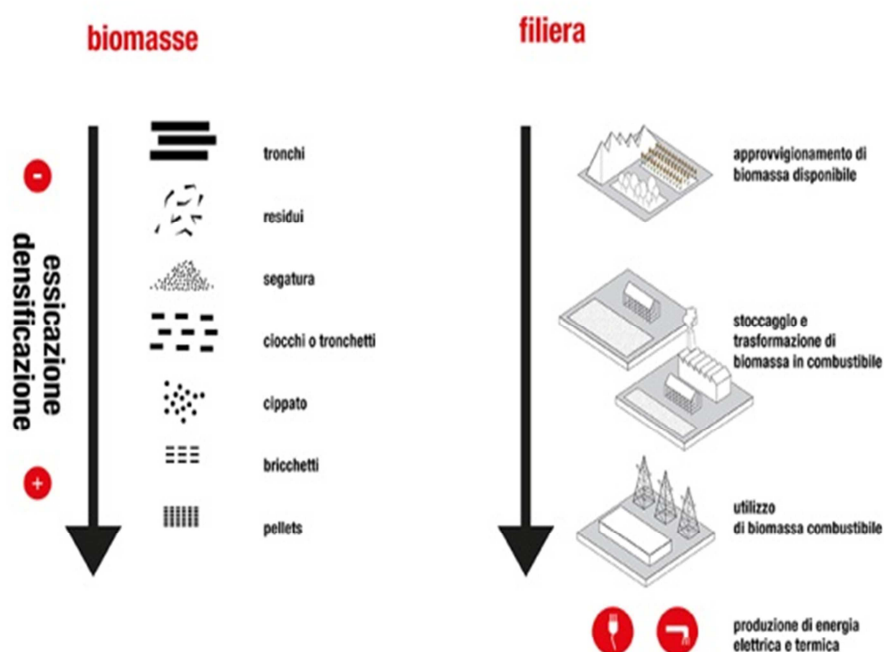 biomasse
-
essicazione
densificazione
+
tronchi
residui
segatura
ciocchi o tronchetti
cippato
bricchetti
pellets
filiera
approvvigionamento di
biomassa disponibile
stoccaggio e
trasformazione di
biomassa in combustibile
utilizzo
di biomassa combustibile
produzione di energia
elettrica e termica